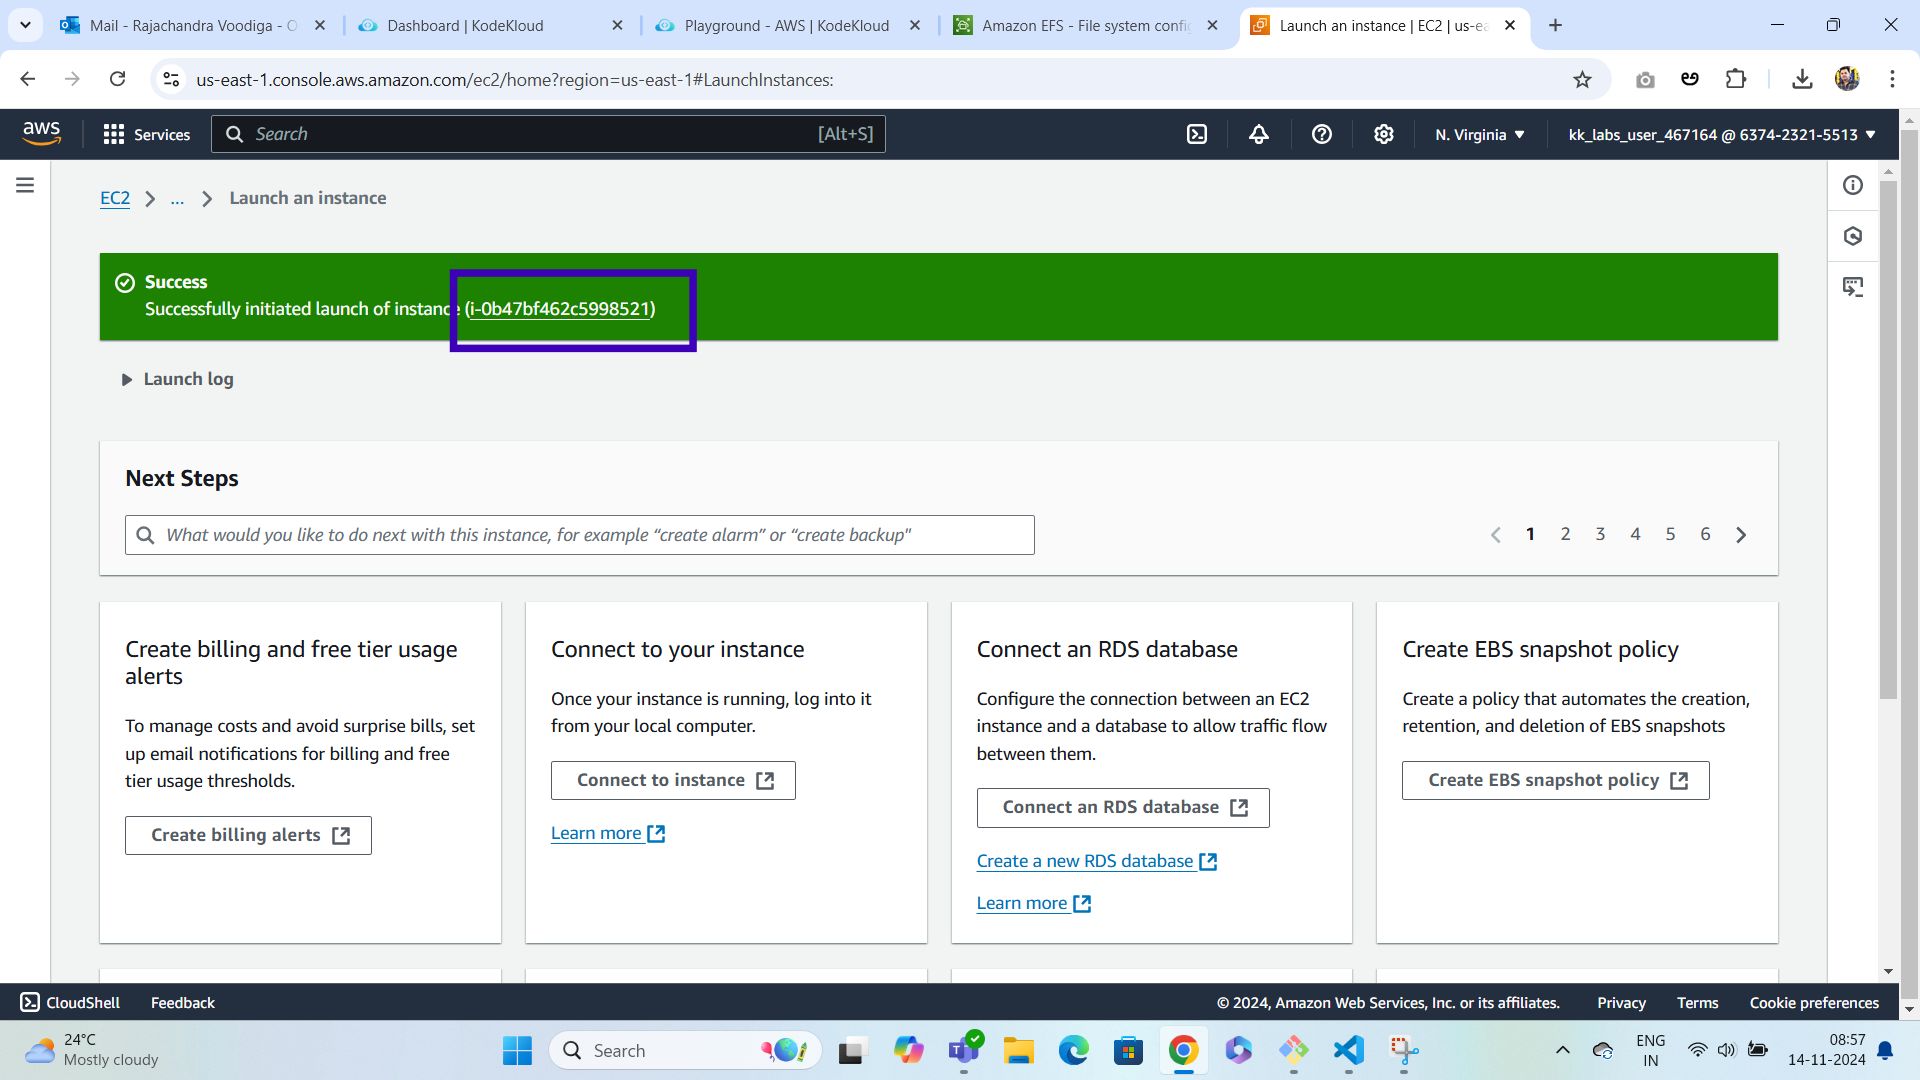 Mail - Rajachandra Voodiga - O
Dashboard | KodeKloud
Playground - AWS | KodeKloud
Amazon EFS - File system config
Launch an instance | EC2 | us-ea
us-east-1.console.aws.amazon.com/ec2/home?region=us-east-1#LaunchInstances:
aws
Services
Search
[Alt+S]
N. Virginia
kk_labs_user_467164 @ 6374-2321-5513
EC2
...
Launch an instance
Success
Successfully initiated launch of instance (i-0b47bf462c5998521)
Launch log
Next Steps
What would you like to do next with this instance, for example “create alarm” or “create backup"
1 2 3 4 5 6
Create billing and free tier usage
alerts
To manage costs and avoid surprise bills, set
up email notifications for billing and free
tier usage thresholds.
Create billing alerts
Connect to your instance
Once your instance is running, log into it
from your local computer.
Connect to instance
Learn more
Connect an RDS database
Configure the connection between an EC2
instance and a database to allow traffic flow
between them.
Connect an RDS database
Create a new RDS database
Learn more
Create EBS snapshot policy
Create a policy that automates the creation,
retention, and deletion of EBS snapshots
Create EBS snapshot policy
CloudShell
Feedback
© 2024, Amazon Web Services, Inc. or its affiliates.
Privacy
Terms
Cookie preferences
24°C
Mostly cloudy
Search
ENG
IN
08:57
14-11-2024